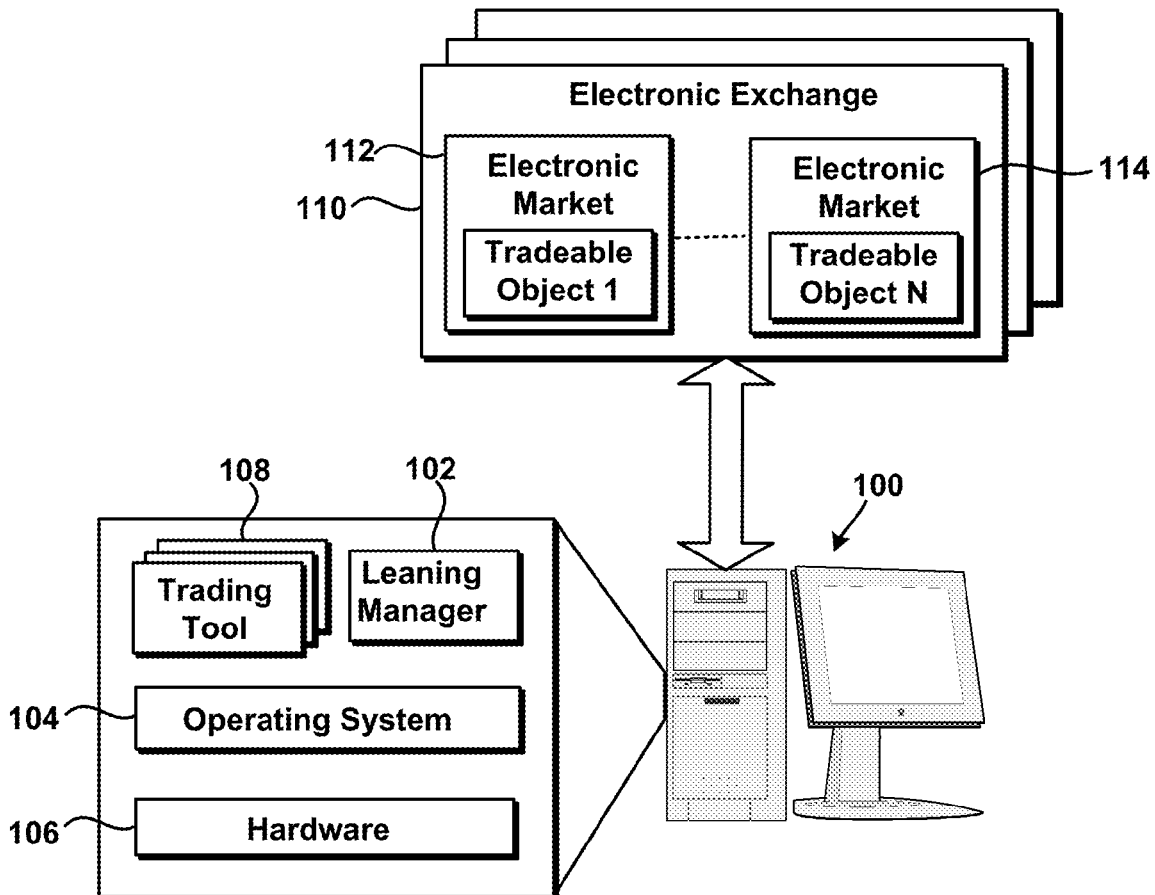 Electronic Exchange
112
Electronic
Market
Tradeable
Object 1
110
Electronic
Market
Tradeable
Object N
114
108
102
100
Trading
Tool
Leaning
Manager
104
Operating System
106
Hardware